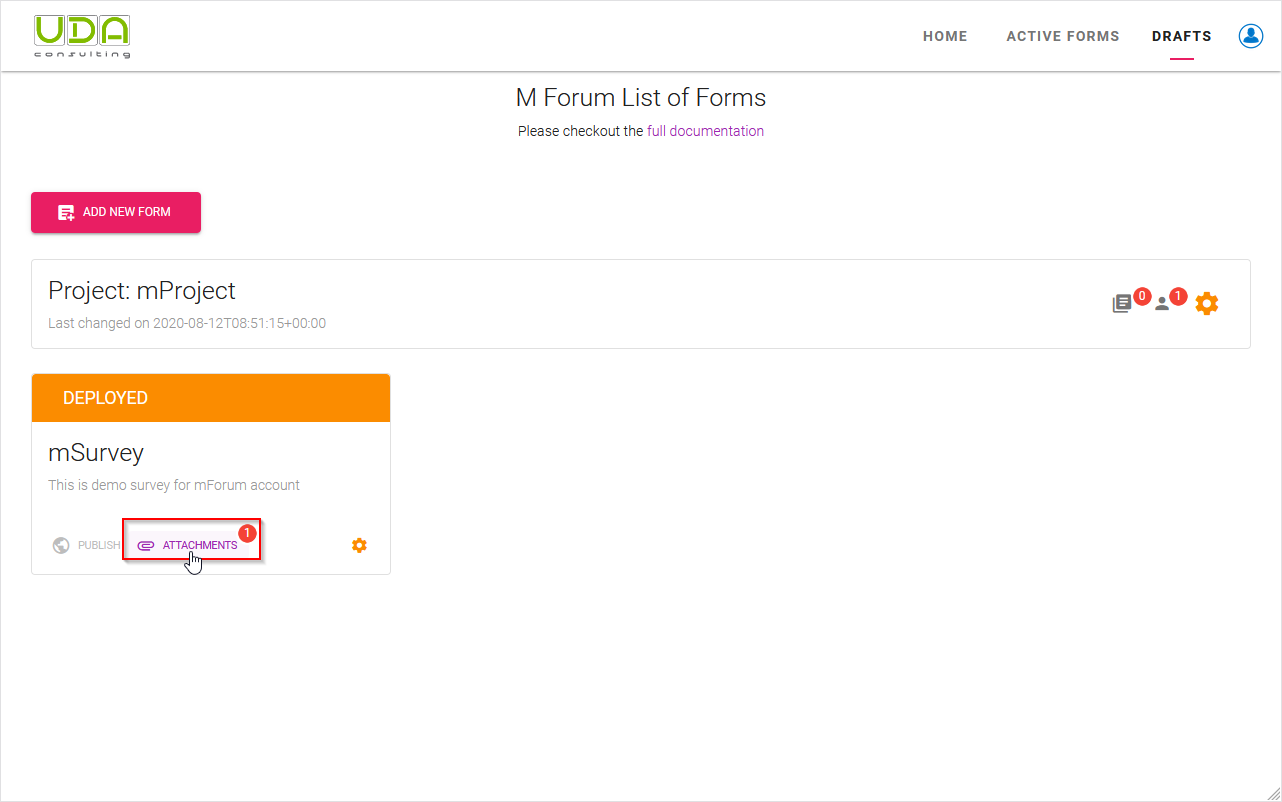 UDA
consulting
HOME
ACTIVE FORMS
DRAFTS
M Forum List of Forms
Please checkout the full documentation
ADD NEW FORM
Project: mProject
Last changed on 2020-08-12T08:51:15+00:00
0
1
DEPLOYED
mSurvey
This is demo survey for mForum account
PUBLISH
ATTACHMENTS
1